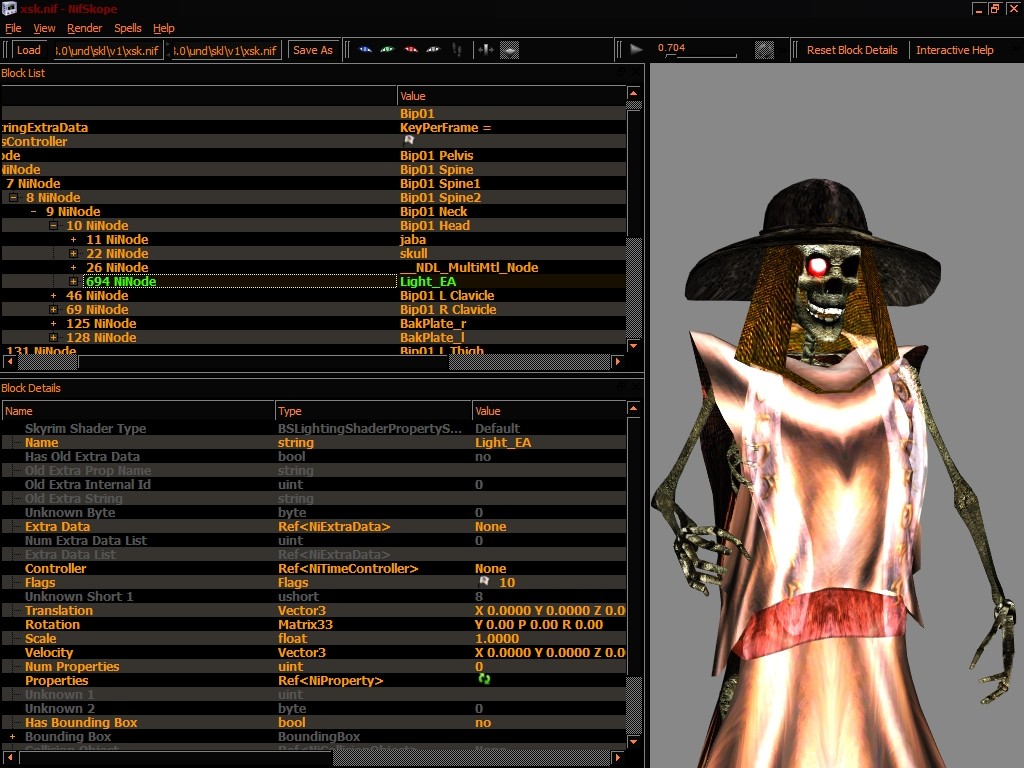 xsk.nif - NifSkope
File View Render Spells Help
Load 3.0\und\skl\v1\xsk.nif 3.0\und\skl\v1\xsk.nif Save As 0.704 Reset Block Details Interactive Help
Block List
Value
Bip01
ringExtraData KeyPerFrame =
sController
ode Bip01 Pelvis
NiNode Bip01 Spine
7 NiNode Bip01 Spine1
8 NiNode Bip01 Spine2
9 NiNode Bip01 Neck
10 NiNode Bip01 Head
11 NiNode jaba
22 NiNode skull
26 NiNode __NDL_MultiMtl_Node
694 NiNode Light_EA
46 NiNode Bip01 L Clavicle
69 NiNode Bip01 R Clavicle
125 NiNode BakPlate_r
128 NiNode BakPlate_l
131 NiNode Bip01 L Thigh
Block Details
Name Type Value
Skyrim Shader Type BSLightingShaderPropertyS... Default
Name string Light_EA
Has Old Extra Data bool no
Old Extra Prop Name string
Old Extra Internal Id uint 0
Old Extra String string
Unknown Byte byte 0
Extra Data Ref<NiExtraData> None
Num Extra Data List uint 0
Extra Data List Ref<NiExtraData>
Controller Ref<NiTimeController> None
Flags Flags 10
Unknown Short 1 ushort 8
Translation Vector3 X 0.0000 Y 0.0000 Z 0.0
Rotation Matrix33 Y 0.00 P 0.00 R 0.00
Scale float 1.0000
Velocity Vector3 X 0.0000 Y 0.0000 Z 0.0
Num Properties uint 0
Properties Ref<NiProperty>
Unknown 1 uint
Unknown 2 byte 0
Has Bounding Box bool no
Bounding Box BoundingBox
Collision Object Ref<NiCollisionObject>